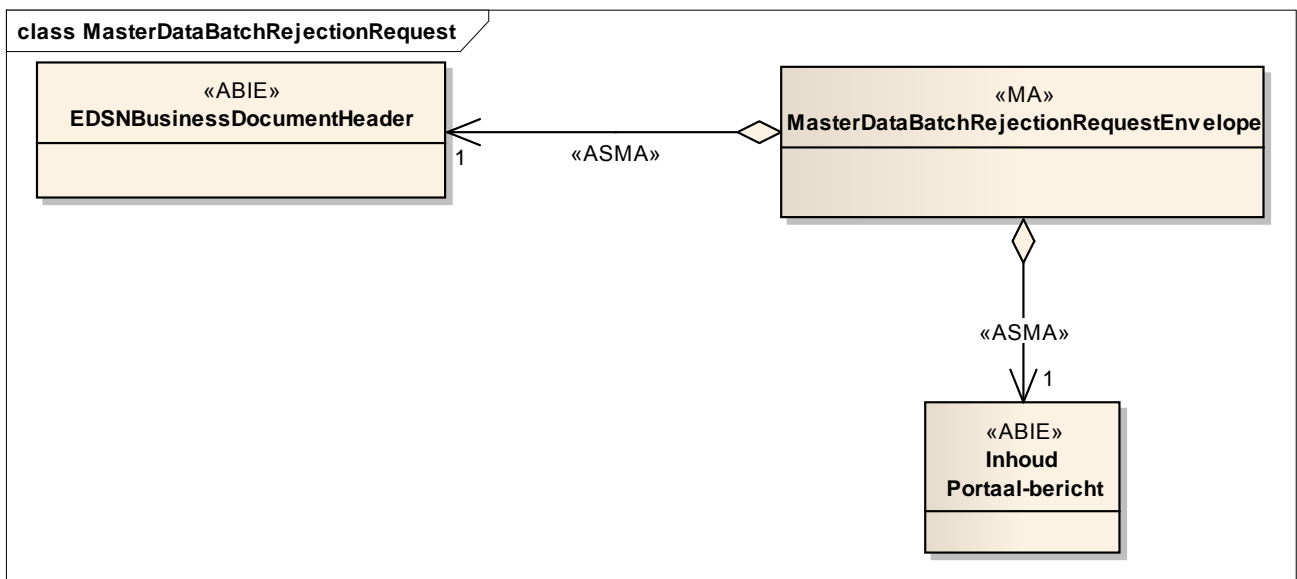 class MasterDataBatchRejectionRequest
«ABIE»
EDSNBusinessDocumentHeader
«MA»
MasterDataBatchRejectionRequestEnvelope
1
«ASMA»
«ASMA»
1
«ABIE»
Inhoud
Portaal-bericht